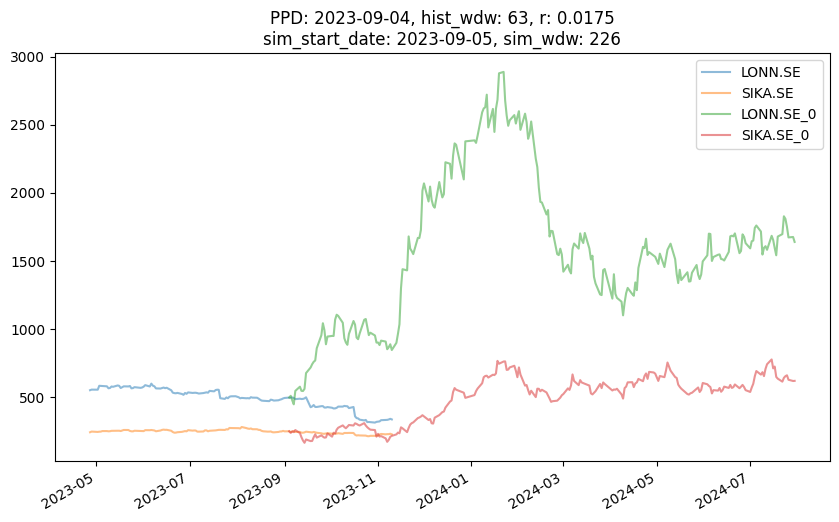 PPD: 2023-09-04, hist_wdw: 63, r: 0.0175
sim_start_date: 2023-09-05, sim_wdw: 226
3000
2500
2000
1500
1000
500
LONN.SE
SIKA.SE
LONN.SE_0
SIKA.SE_0
2023-05
2023-07
2023-09
2023-11
2024-01
2024-03
2024-05
2024-07